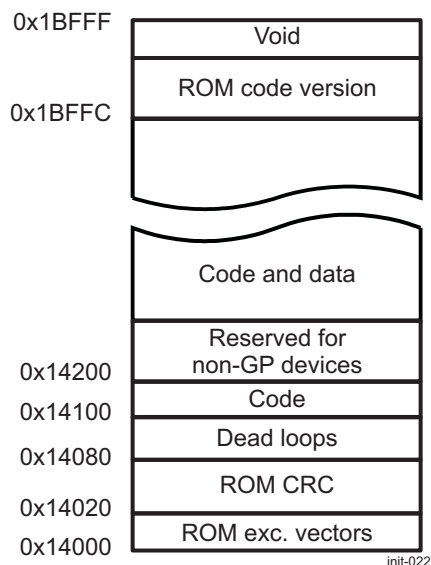 0x1BFFF
Void
ROM code version
0x1BFFC
Code and data
Reserved for
non-GP devices
0x14200
Code
0x14100
Dead loops
0x14080
ROM CRC
0x14020
ROM exc. vectors
0x14000
init-022